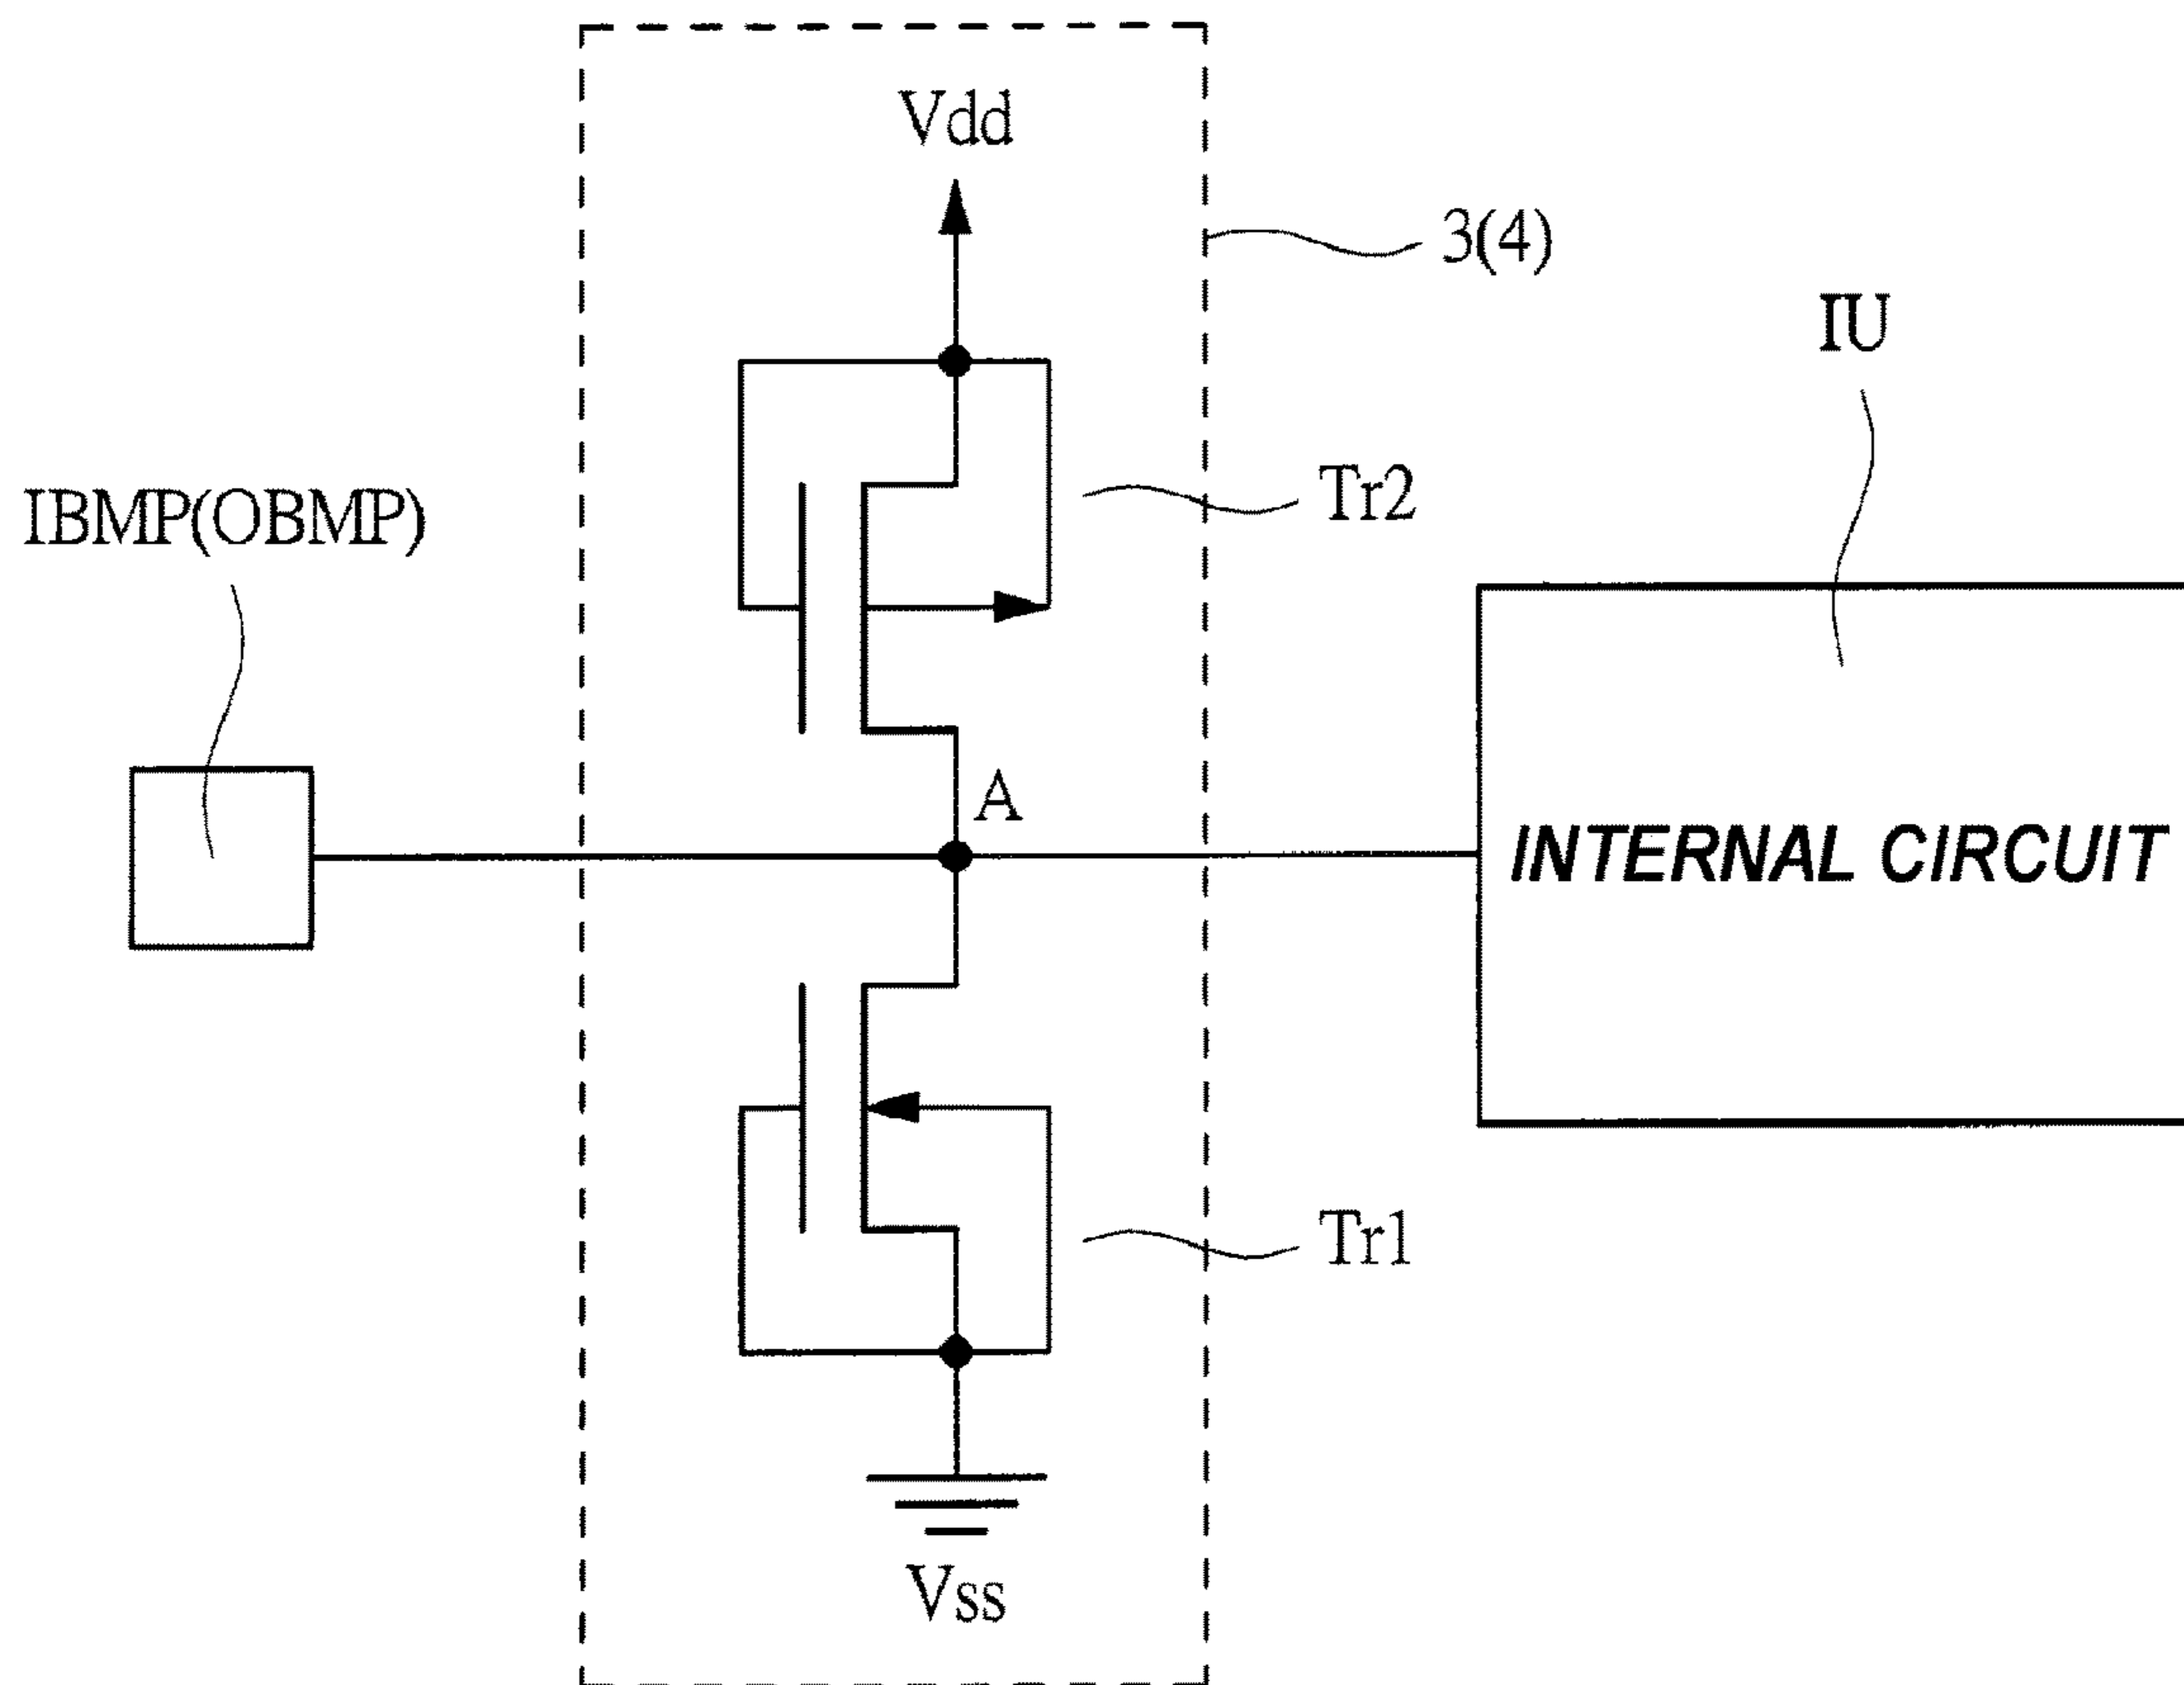 Vdd
3(4)
IU
Tr2
IBMP(OBMP)
A
INTERNAL CIRCUIT
Tr1
Vss